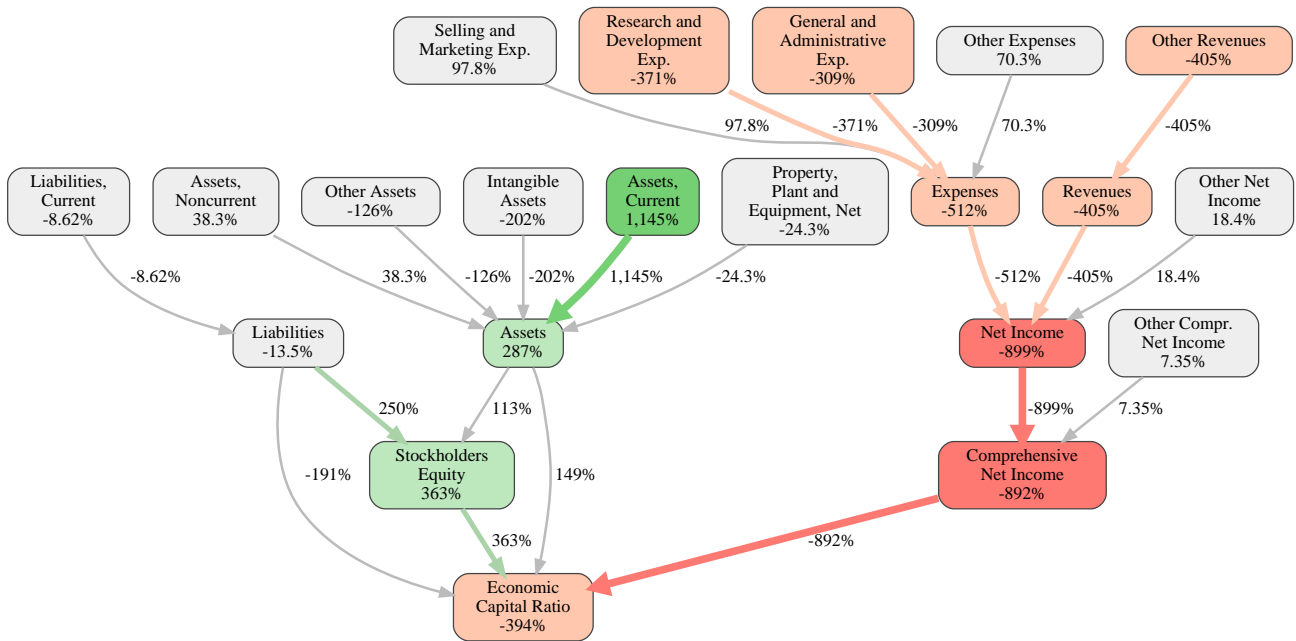 Selling and
Marketing Exp.
97.8%
Research and
Development
Exp.
-371%
General and
Administrative
Exp.
-309%
Other Expenses
70.3%
Other Revenues
-405%
97.8%
-371%
-309%
70.3%
-405%
Liabilities,
Current
-8.62%
Assets,
Noncurrent
38.3%
Other Assets
-126%
Intangible
Assets
-202%
Assets,
Current
1,145%
Property,
Plant and
Equipment, Net
-24.3%
Expenses
-512%
Revenues
-405%
Other Net
Income
18.4%
-8.62%
38.3%
-126%
-202%
1,145%
-24.3%
-512%
-405%
18.4%
Liabilities
-13.5%
Assets
287%
Net Income
-899%
Other Compr.
Net Income
7.35%
250%
113%
-899%
7.35%
Stockholders
Equity
363%
Comprehensive
Net Income
-892%
-191%
149%
363%
-892%
Economic
Capital Ratio
-394%